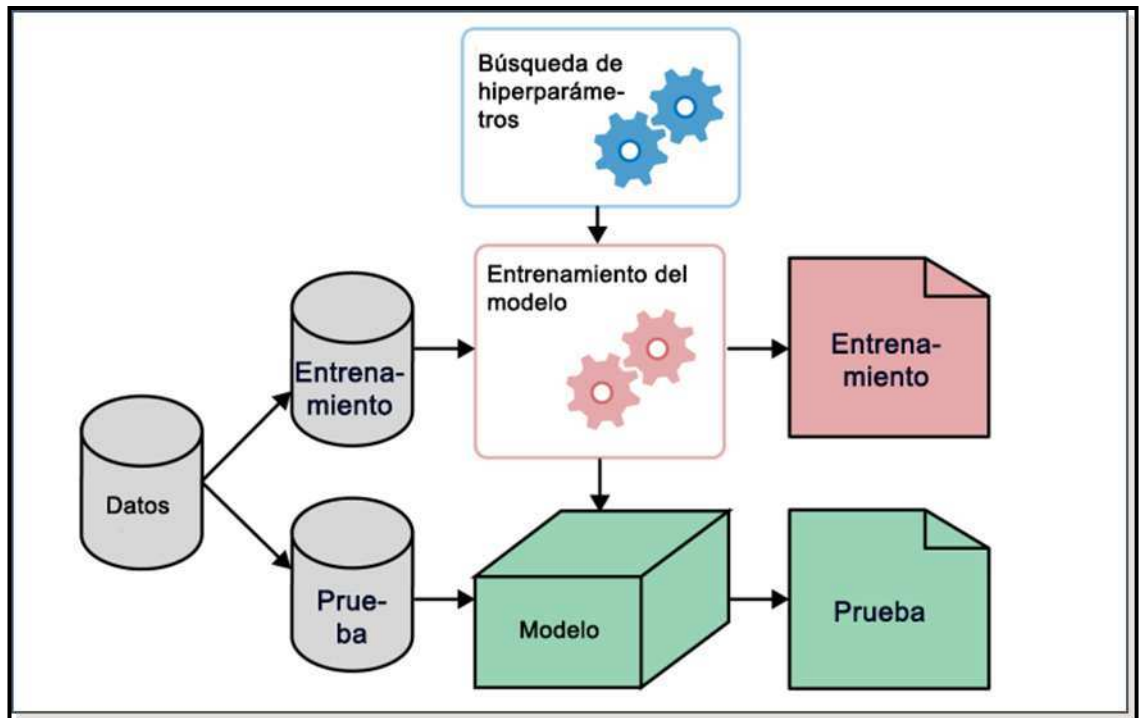 Búsqueda de
hiperparáme-
tros
Entrenamiento del
modelo
Entrena-
miento
Entrena-
miento
Datos
Prue-
ba
Modelo
Prueba